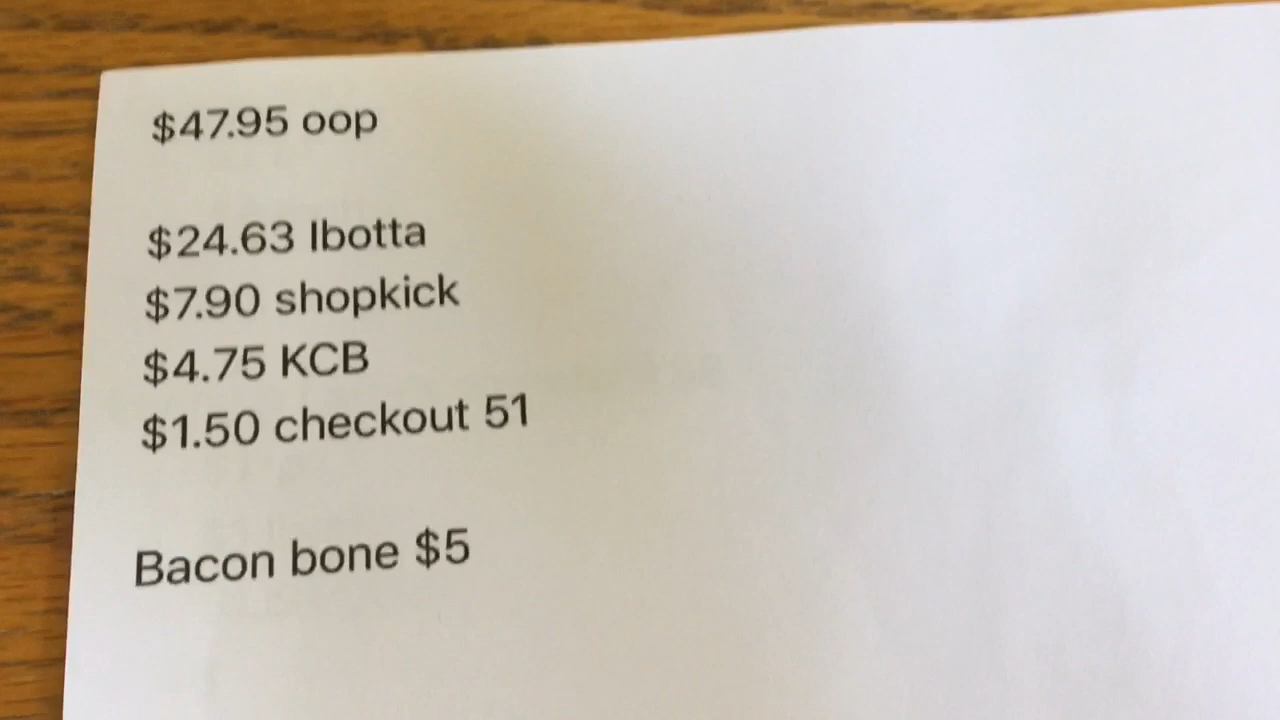 $47.95 oop
$24.63 Ibotta
$7.90 shopkick
$4.75 KCB
$1.50 checkout 51
Bacon bone $5